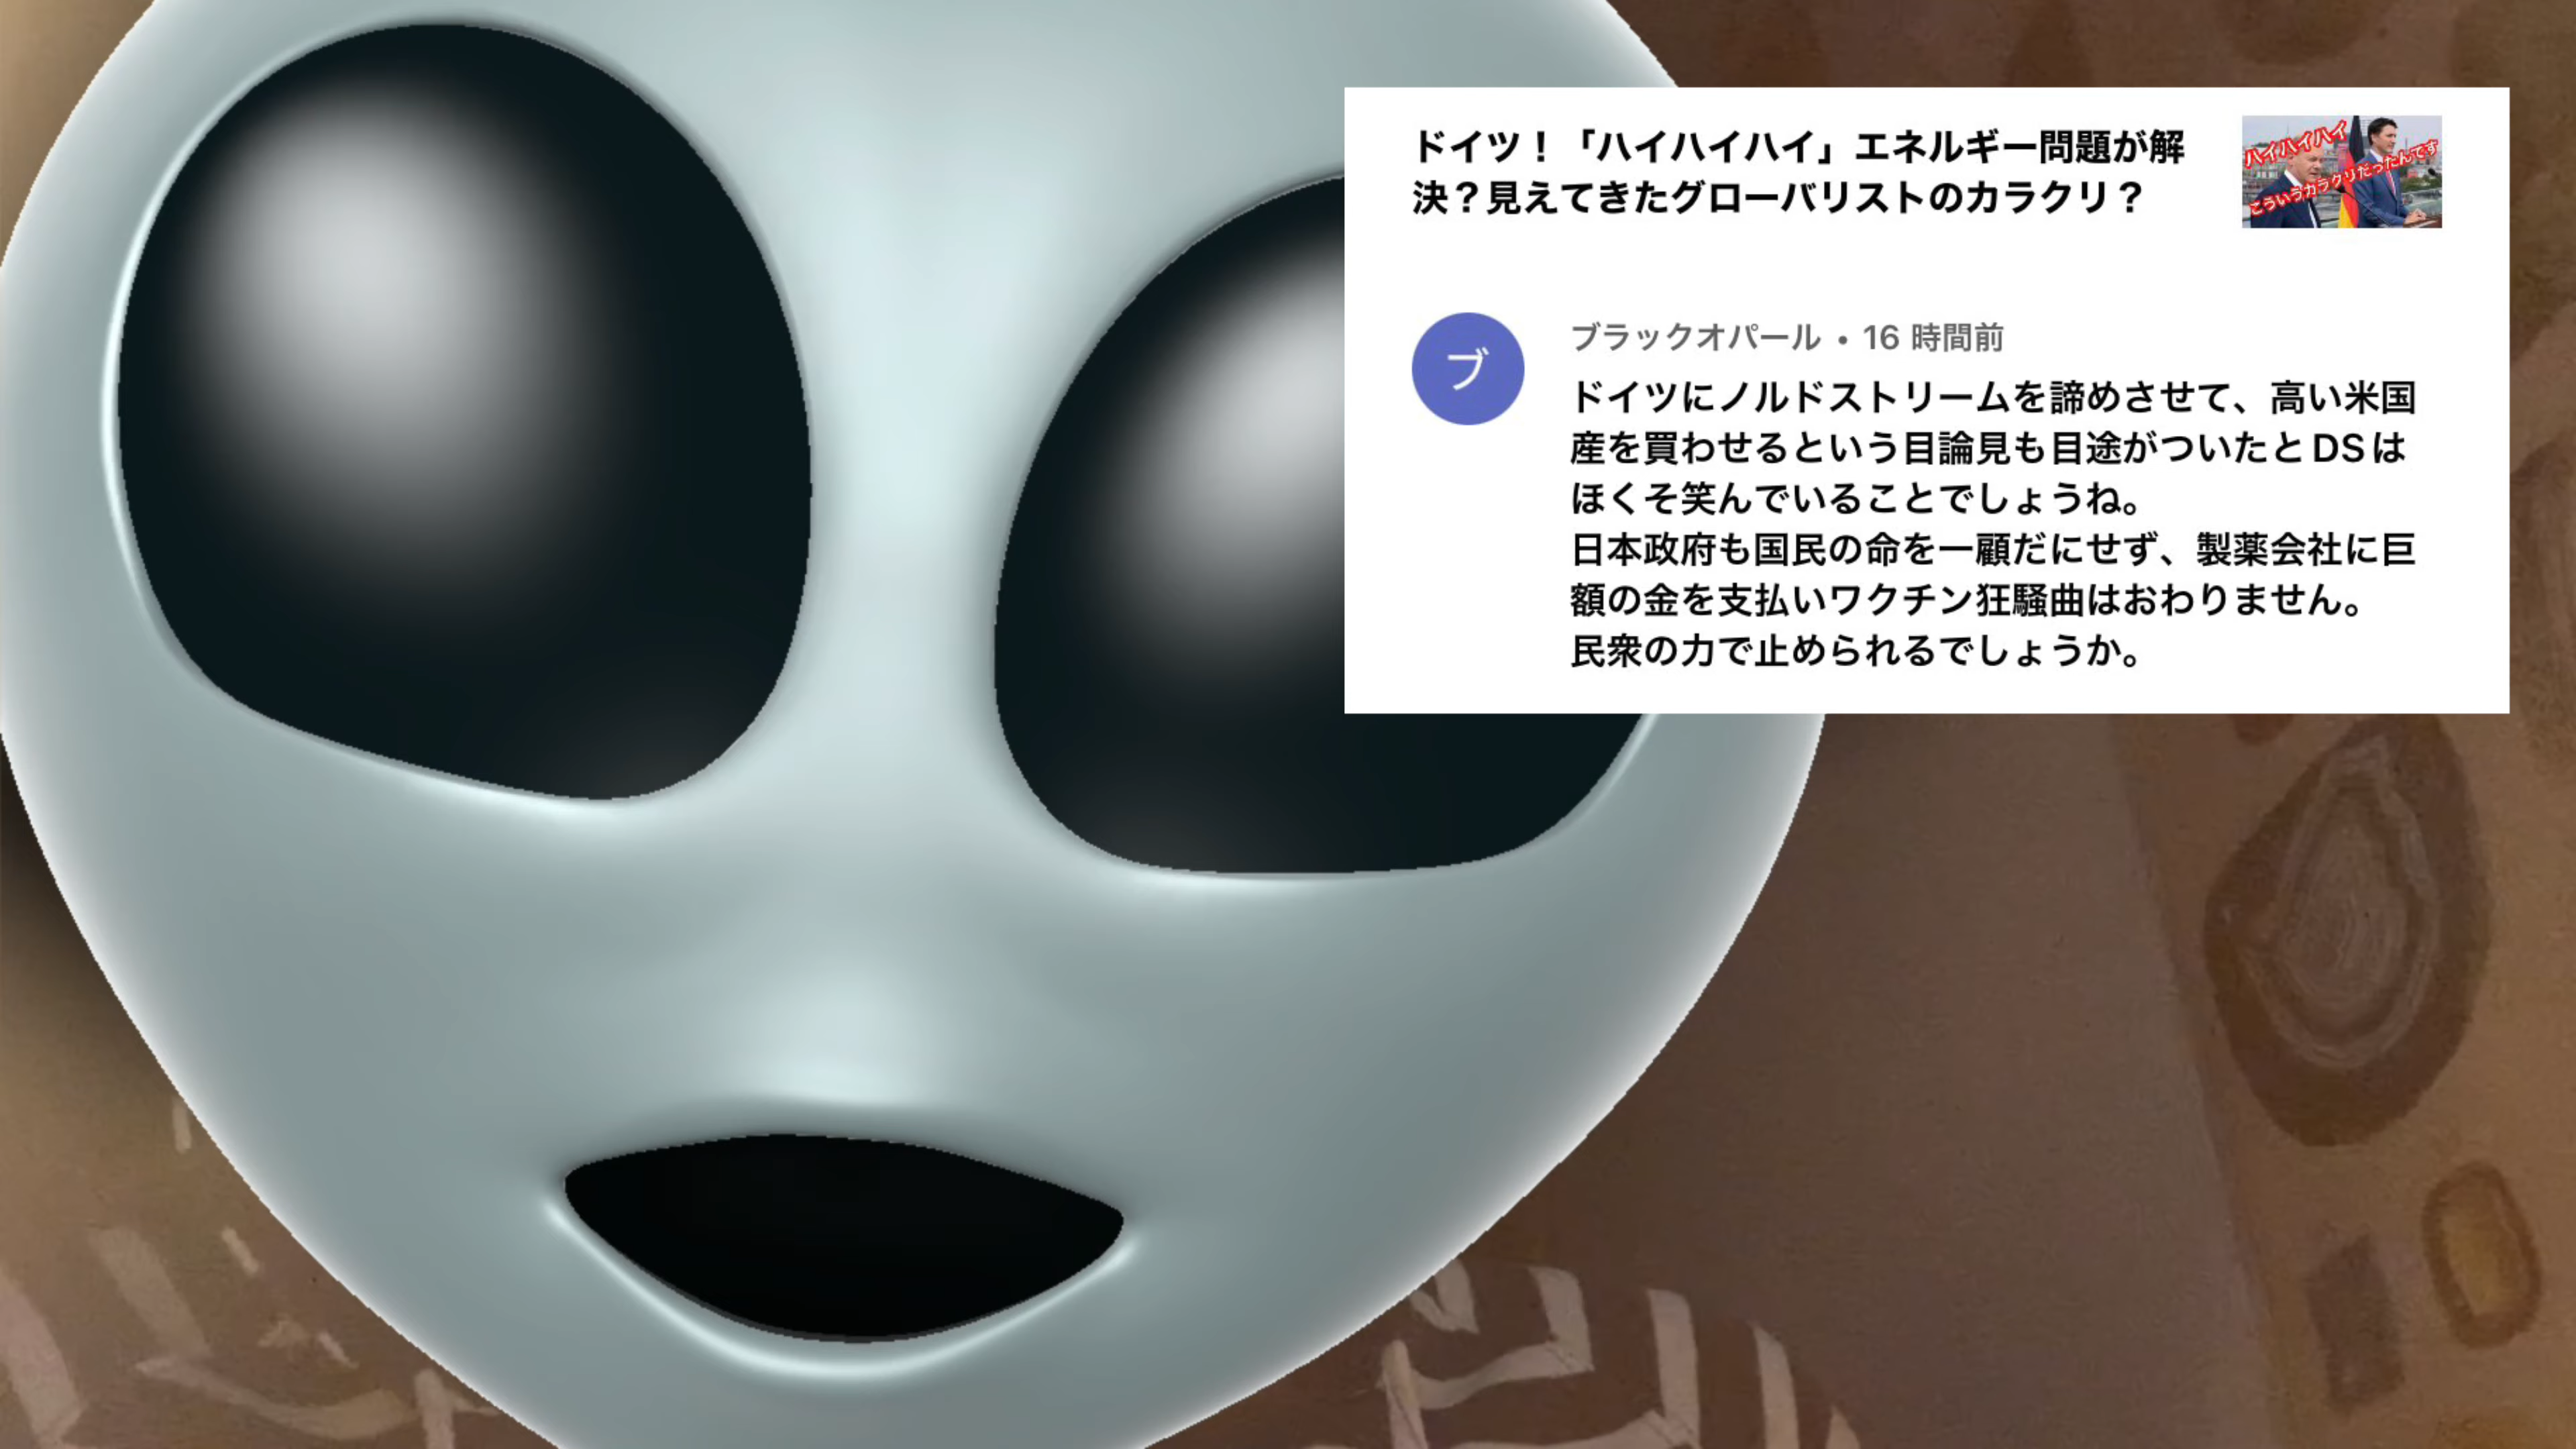 ドイツ！「ハイハイハイ」エネルギー問題が解
決？見えてきたグローバリストのカラクリ？
ハイハイハイ
こういうカラクリだったんです
ブ
ブラックオパール • 16 時間前
ドイツにノルドストリームを諦めさせて、高い米国
産を買わせるという目論見も目途がついたとDSは
ほくそ笑んでいることでしょうね。
日本政府も国民の命を一顧だにせず、製薬会社に巨
額の金を支払いワクチン狂騒曲はおわりません。
民衆の力で止められるでしょうか。